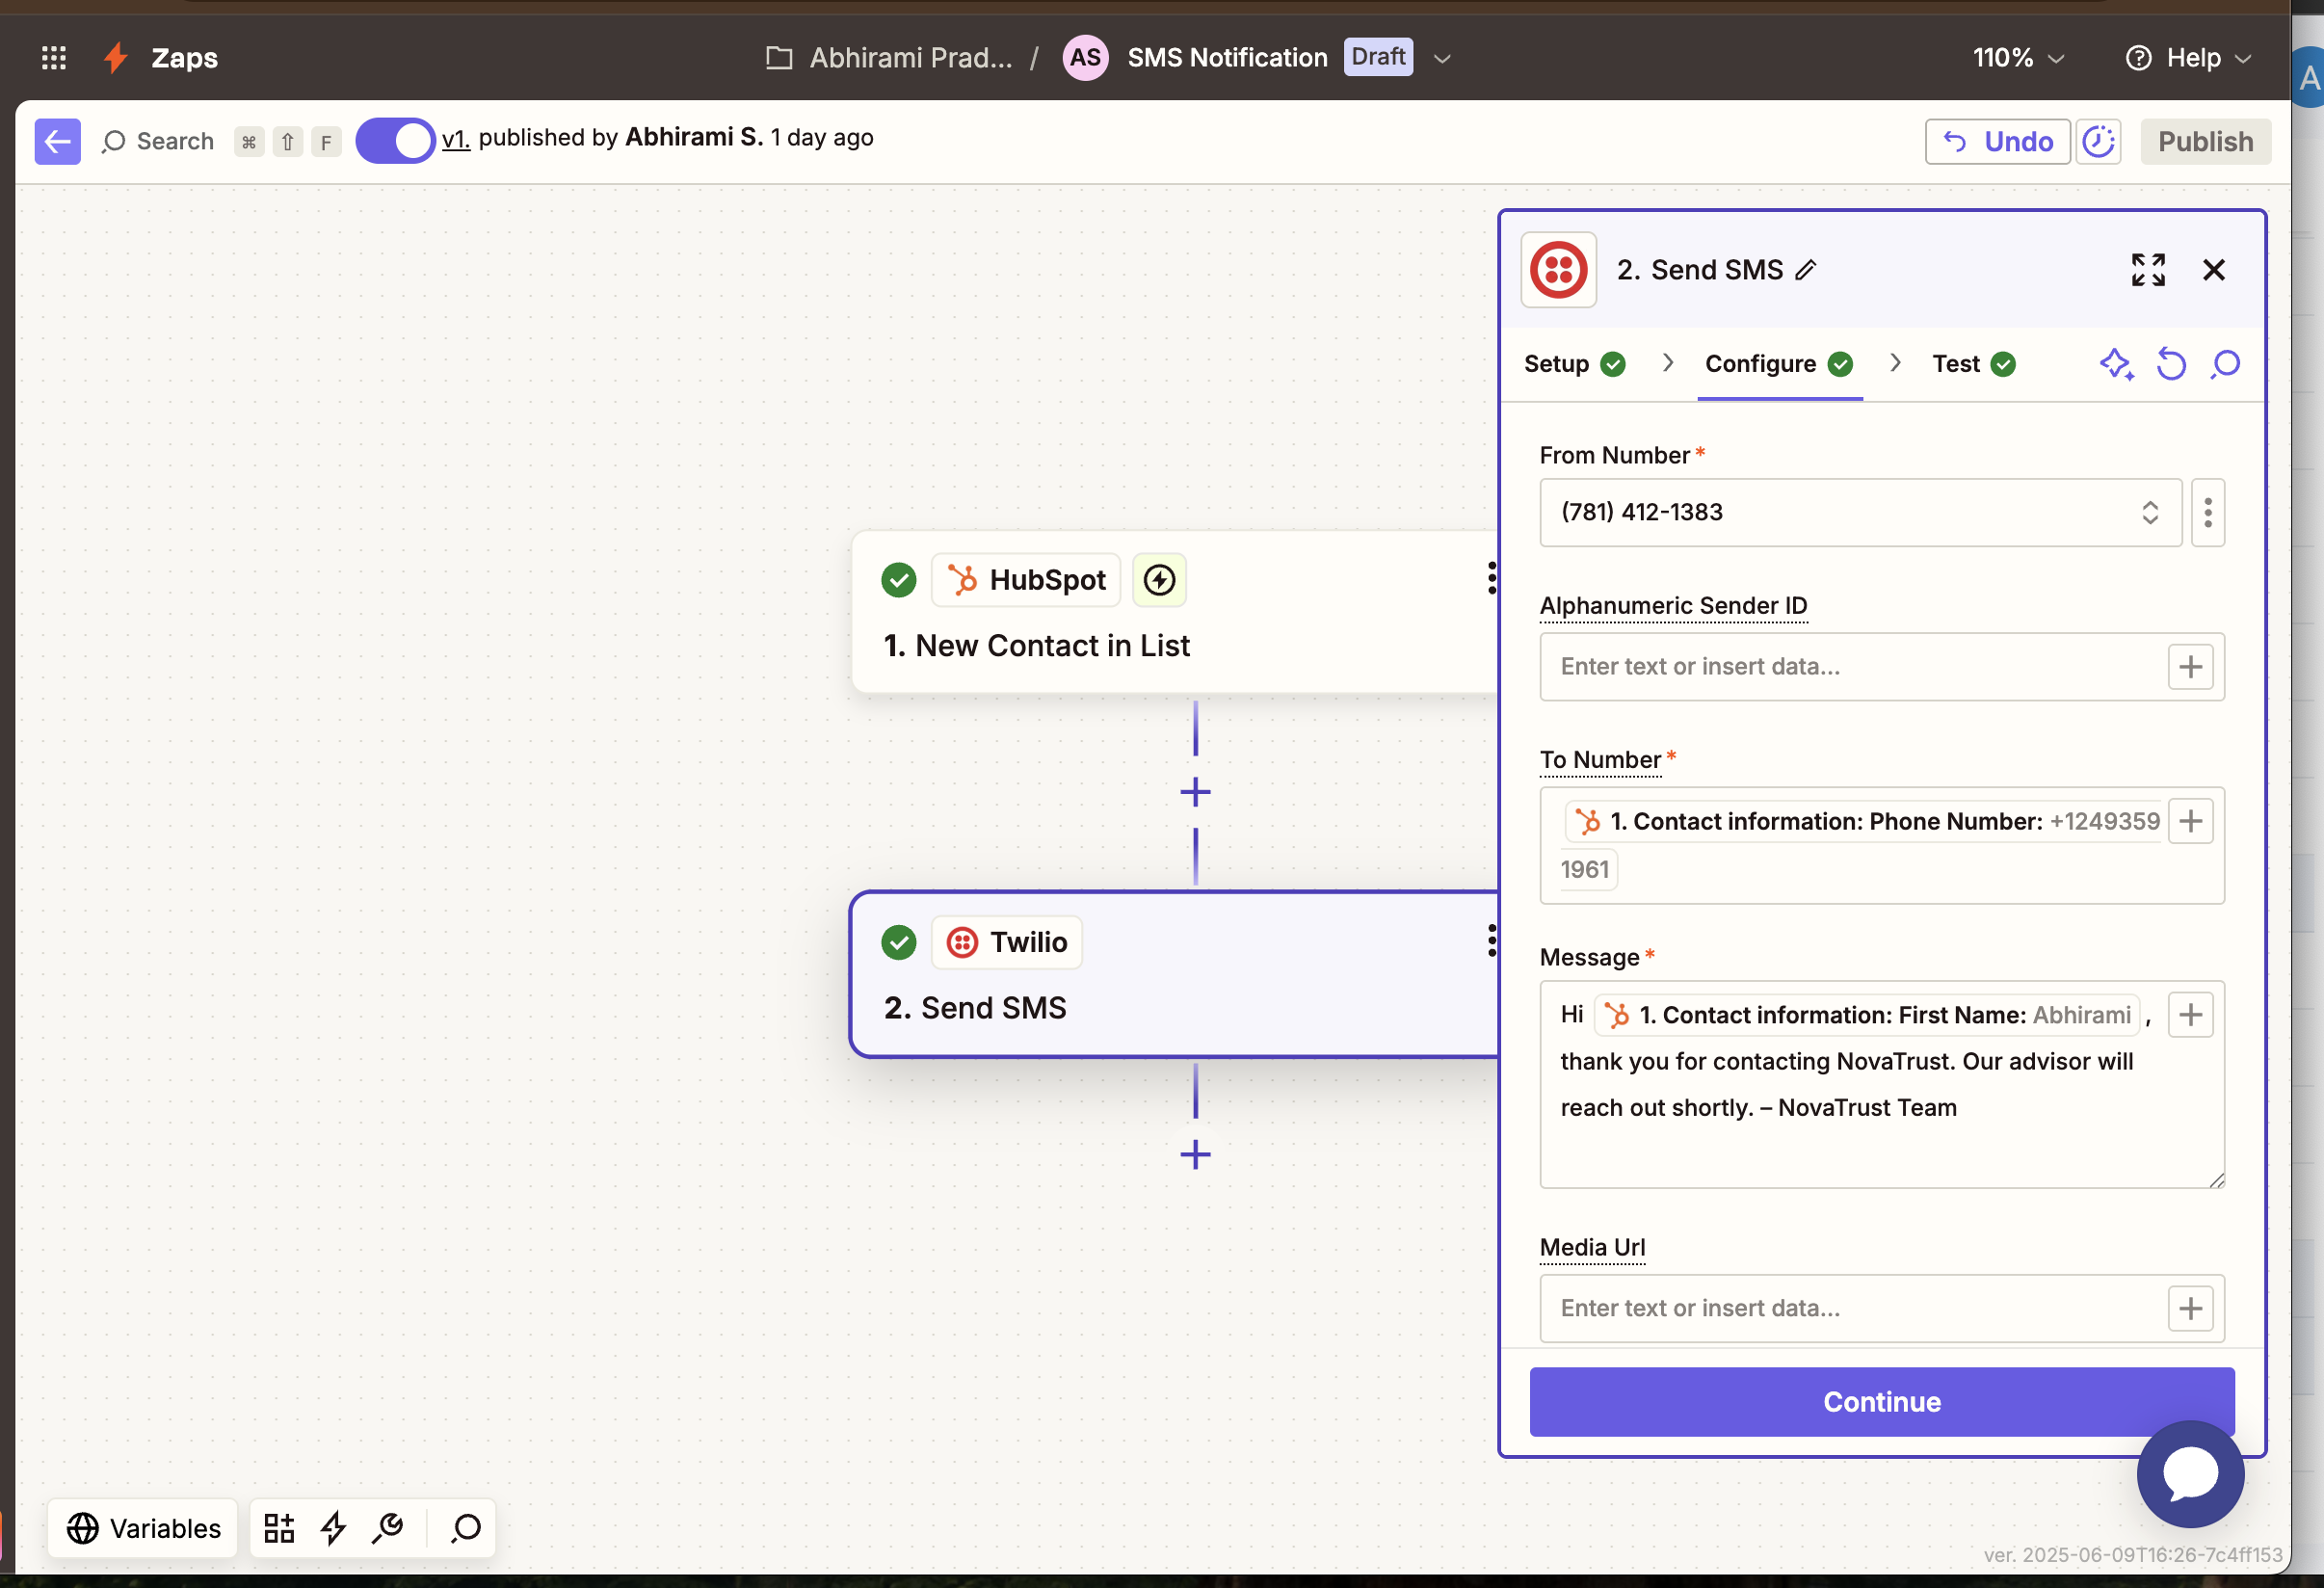 Zaps
Abhirami Prad... / AS SMS Notification Draft
110%
Help
Search ⌘ ⇧ F
v1. published by Abhirami S. 1 day ago
Undo
Publish
2. Send SMS
Setup
Configure
Test
From Number*
(781) 412-1383
Alphanumeric Sender ID
Enter text or insert data...
To Number*
1. Contact information: Phone Number: +1249359
1961
Message*
Hi 1. Contact information: First Name: Abhirami ,
thank you for contacting NovaTrust. Our advisor will
reach out shortly. – NovaTrust Team
Media Url
Enter text or insert data...
Continue
HubSpot
1. New Contact in List
Twilio
2. Send SMS
Variables
ver. 2025-06-09T16:26-7c4ff153
A